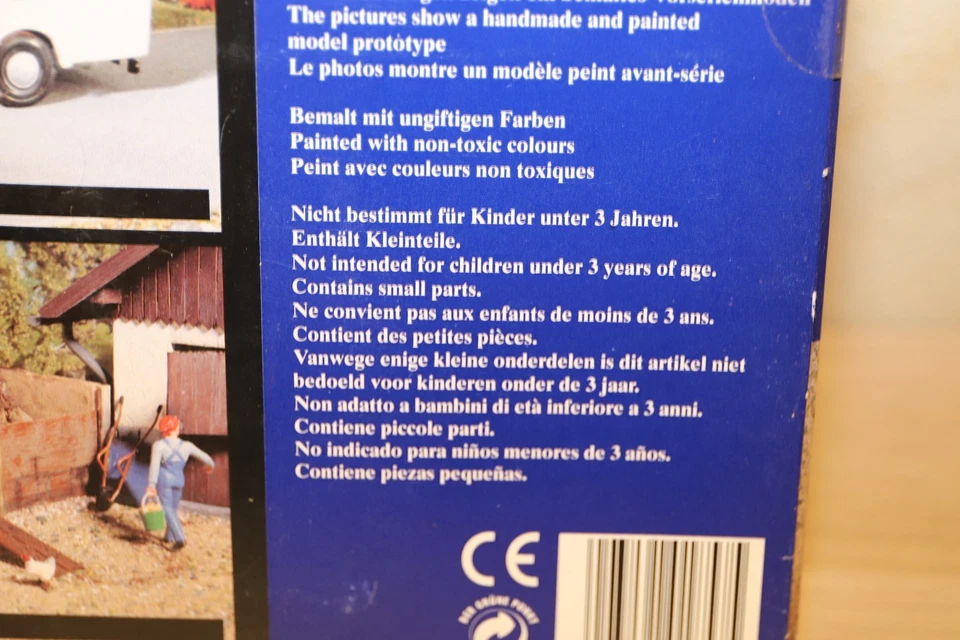 The pictures show a handmade and painted
model prototype
Le photos montre un modèle peint avant-série
Bemalt mit ungiftigen Farben
Painted with non-toxic colours
Peint avec couleurs non toxiques
Nicht bestimmt für Kinder unter 3 Jahren.
Enthält Kleinteile.
Not intended for children under 3 years of age.
Contains small parts.
Ne convient pas aux enfants de moins de 3 ans.
Contient des petites pièces.
Vanwege enige kleine onderdelen is dit artikel niet
bedoeld voor kinderen onder de 3 jaar.
Non adatto a bambini di età inferiore a 3 anni.
Contiene piccole parti.
No indicado para niños menores de 3 años.
Contiene piezas pequeñas.
CE
DER GRÜNE PUNKT